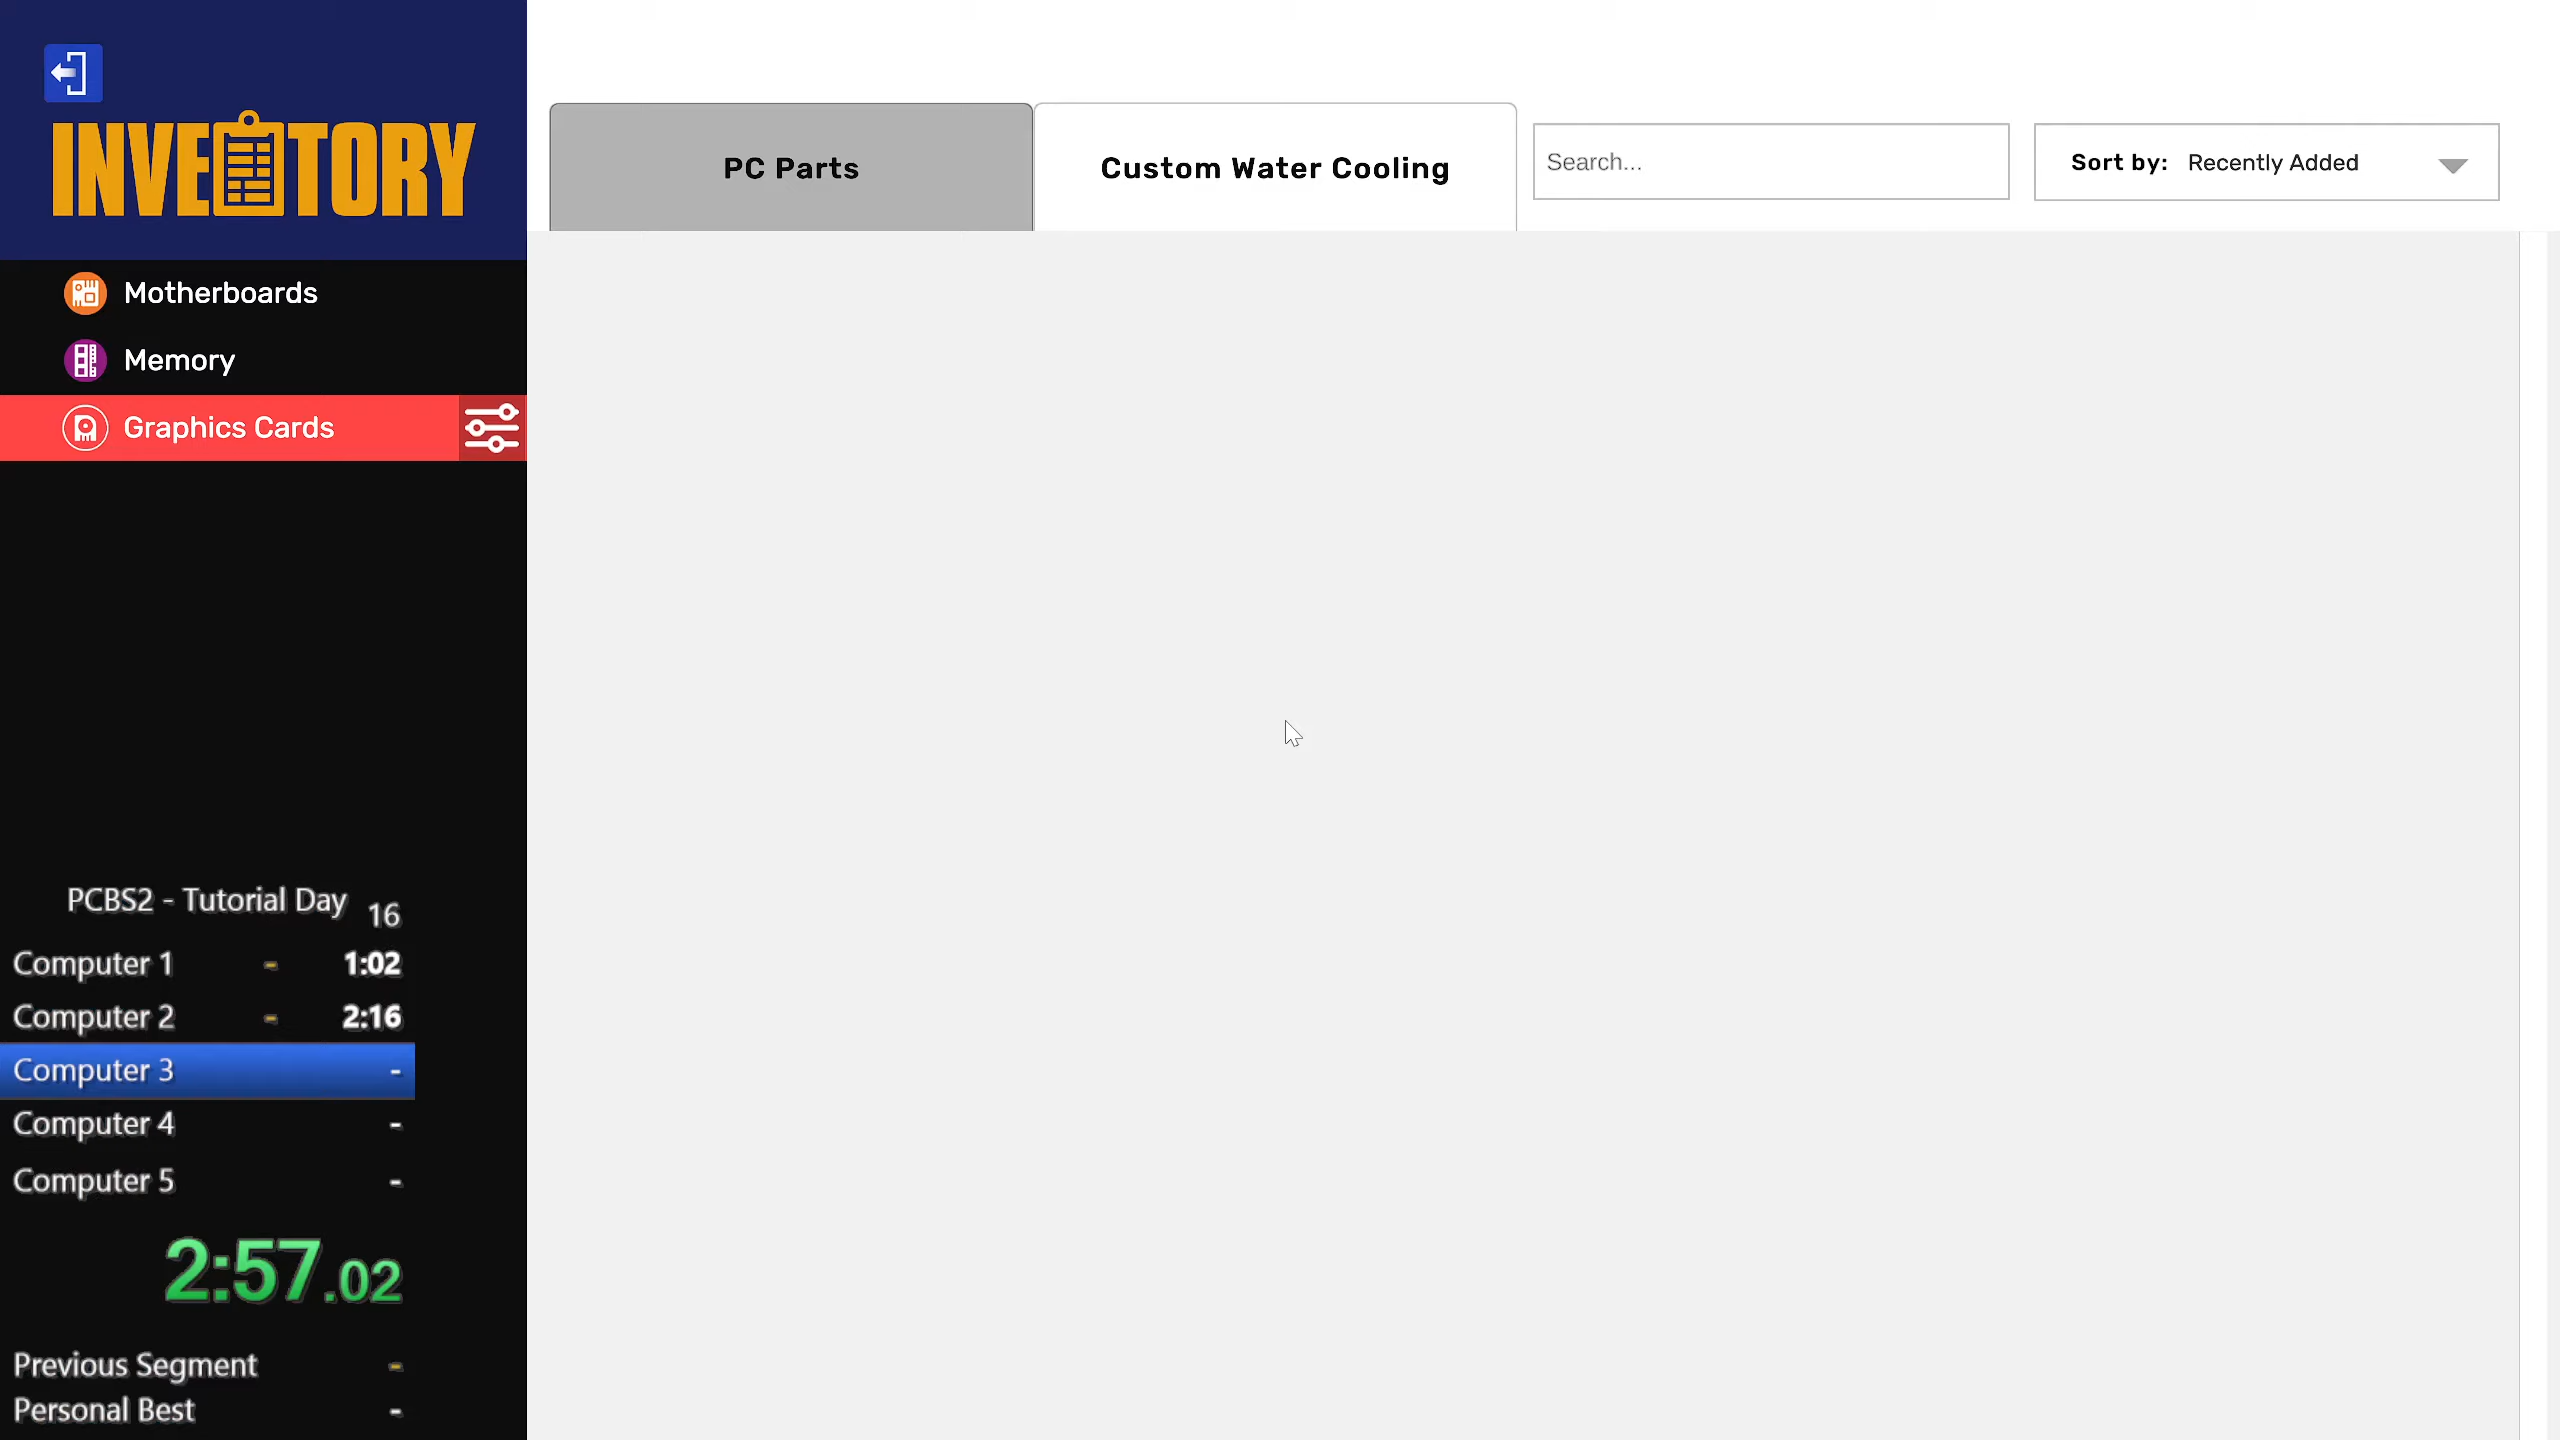 INVENTORY
PC Parts
Custom Water Cooling
Search...
Sort by: Recently Added
Motherboards
Memory
Graphics Cards
PCBS2 - Tutorial Day 16
Computer 1 - 1:02
Computer 2 - 2:16
Computer 3 -
Computer 4 -
Computer 5 -
2:57.02
Previous Segment -
Personal Best -